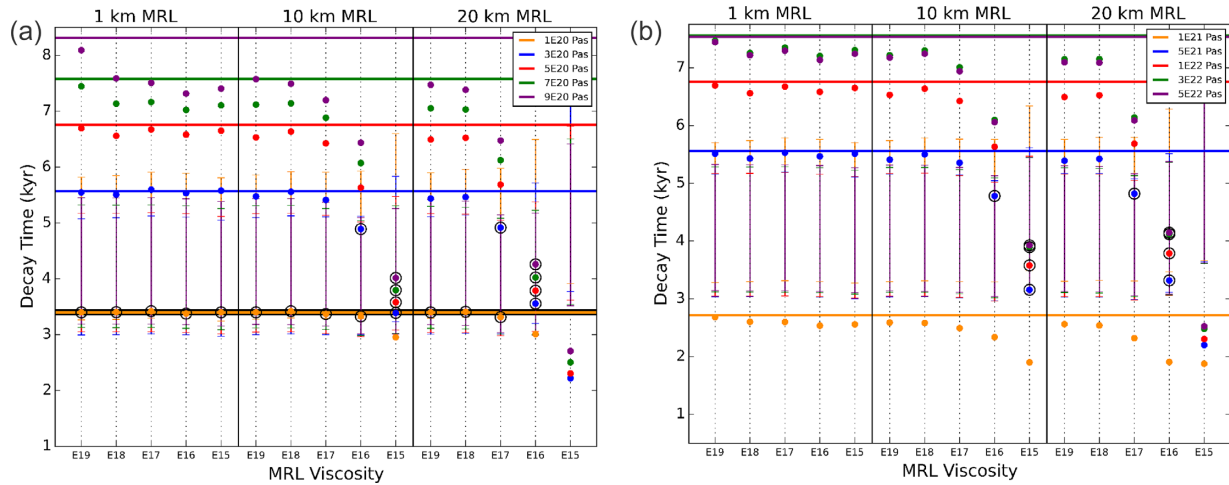 (a)
1 km MRL 10 km MRL 20 km MRL
1E20 Pas
3E20 Pas
5E20 Pas
7E20 Pas
9E20 Pas
Decay Time (kyr)
8
7
6
5
4
3
2
1
E19 E18 E17 E16 E15 E19 E18 E17 E16 E15 E19 E18 E17 E16 E15
MRL Viscosity
(b)
1 km MRL 10 km MRL 20 km MRL
1E21 Pas
5E21 Pas
1E22 Pas
3E22 Pas
5E22 Pas
Decay Time (kyr)
7
6
5
4
3
2
1
E19 E18 E17 E16 E15 E19 E18 E17 E16 E15 E19 E18 E17 E16 E15
MRL Viscosity